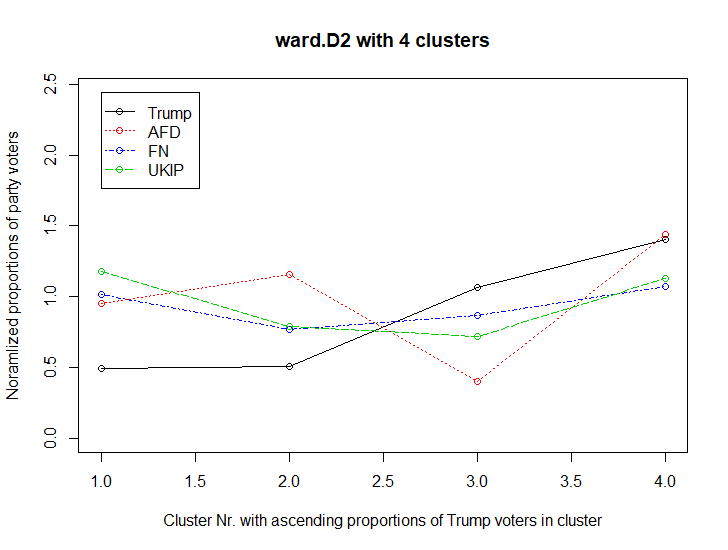 ward.D2 with 4 clusters
Noramlized proportions of party voters
2.5
2.0
1.5
1.0
0.5
0.0
Trump
AFD
FN
UKIP
1.0 1.5 2.0 2.5 3.0 3.5 4.0
Cluster Nr. with ascending proportions of Trump voters in cluster